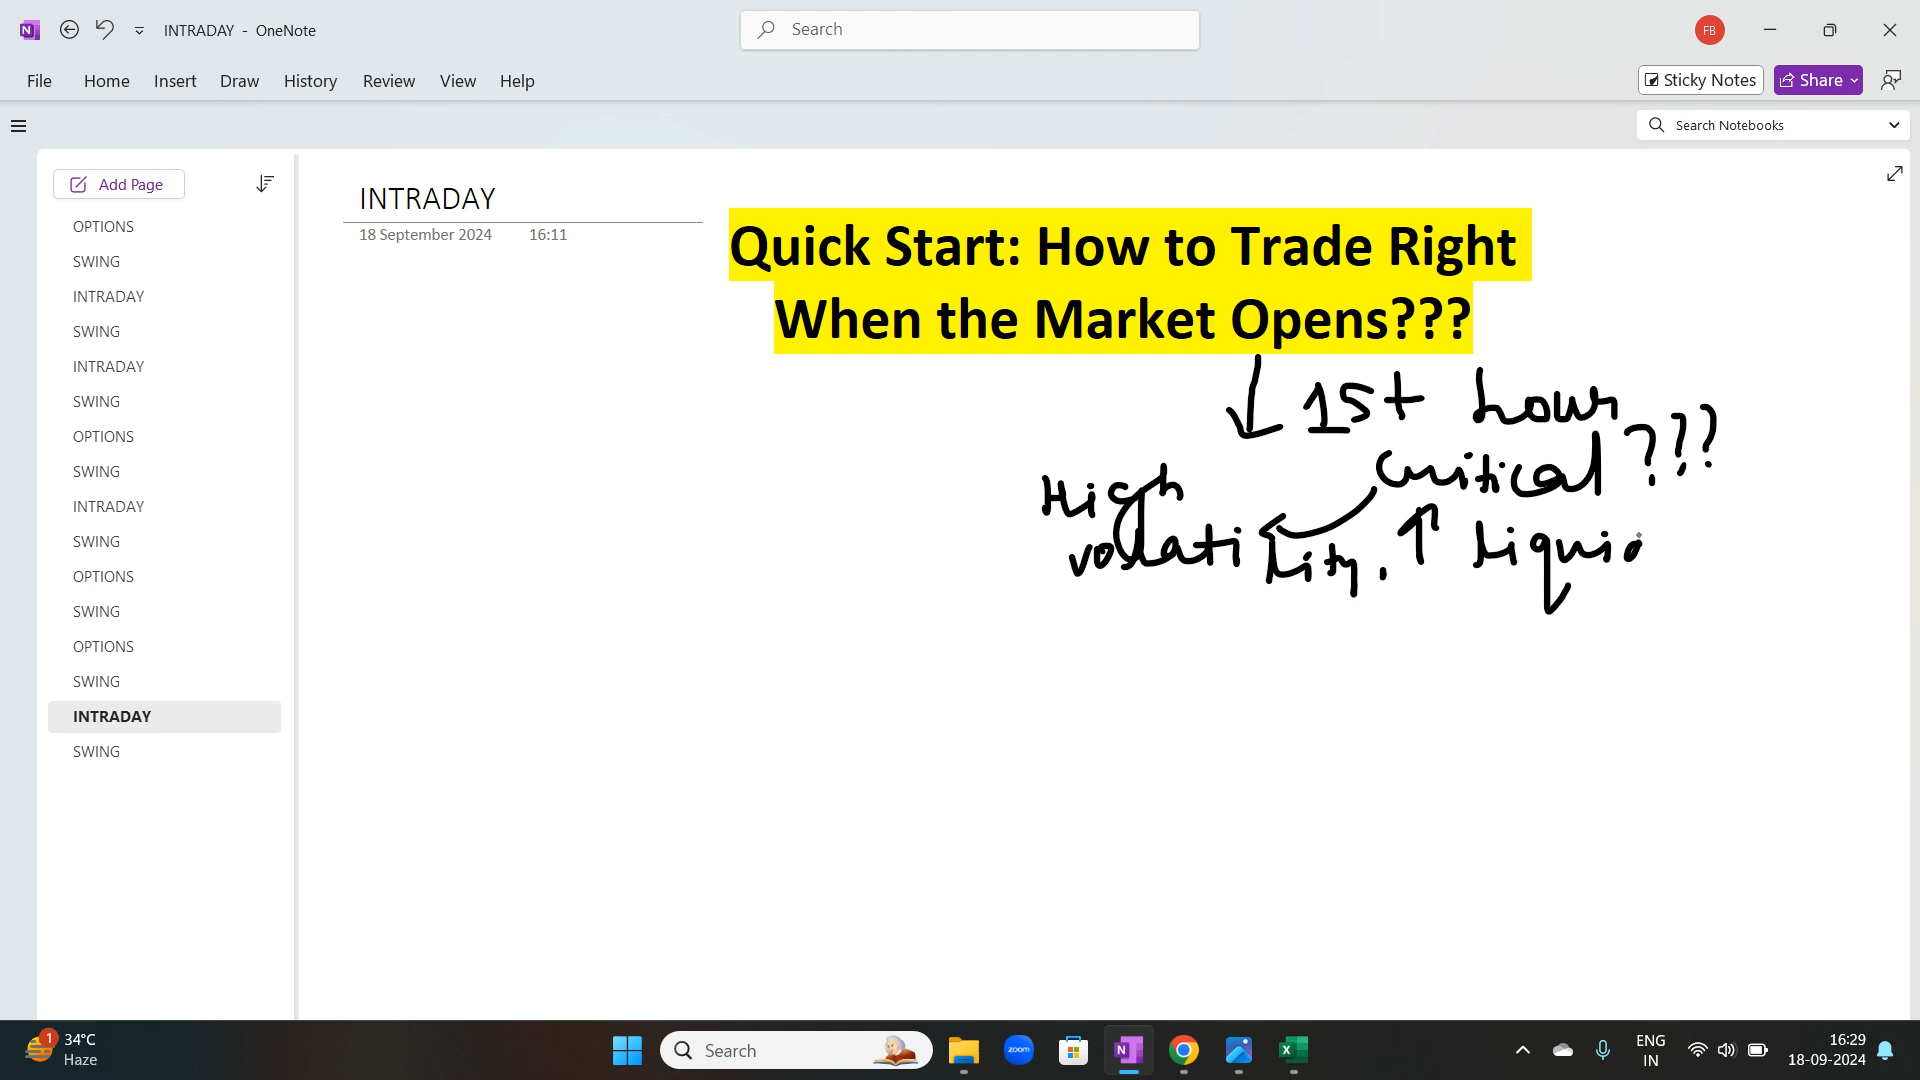 INTRADAY - OneNote
Search
FB
File Home Insert Draw History Review View Help
Sticky Notes
Share
Search Notebooks
Add Page
OPTIONS
SWING
INTRADAY
SWING
INTRADAY
SWING
OPTIONS
SWING
INTRADAY
SWING
OPTIONS
SWING
OPTIONS
SWING
INTRADAY
SWING
INTRADAY
18 September 2024 16:11
Quick Start: How to Trade Right
When the Market Opens???
1st hour
critical ???
High
volatility, ↑ liquid
1
34°C
Haze
Search
zoom
ENG
IN
16:29
18-09-2024